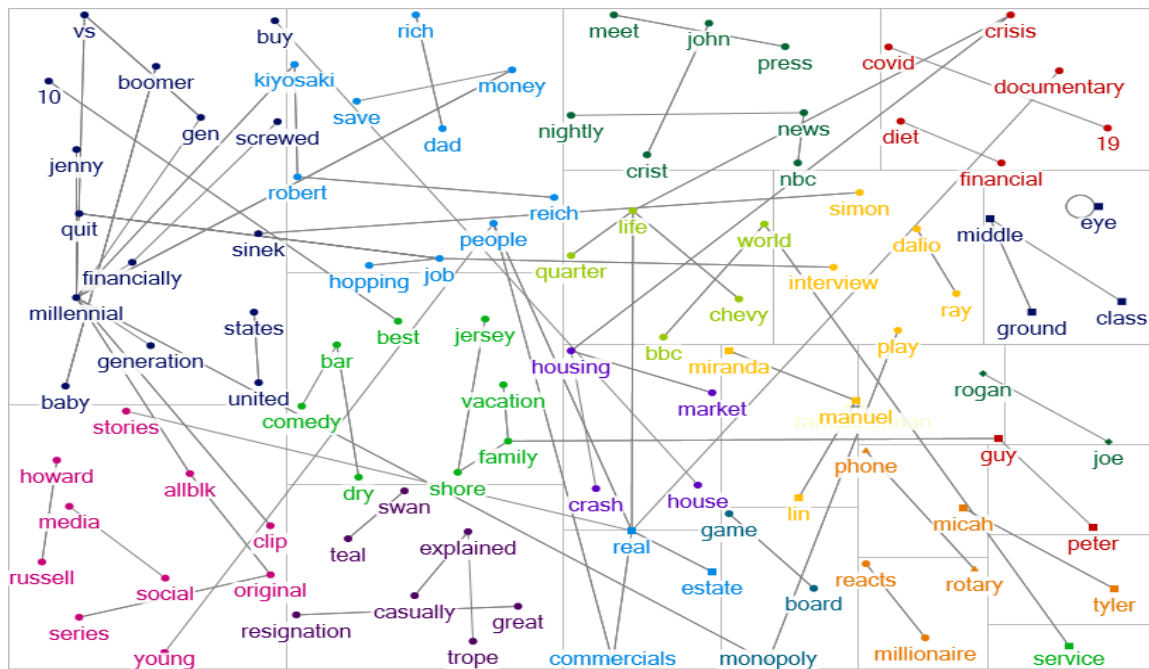 vs
buy
rich
meet
john
crisis
press
covid
boomer
kiyosaki
money
documentary
10
save
gen
screwed
dad
nightly
news
diet
19
jenny
crist
nbc
financial
robert
reich
simon
quit
sinek
people
life
world
dalio
middle
eye
financially
hopping
job
quarter
interview
millennial
states
best
jersey
chevy
ray
ground
class
generation
bar
bbc
play
housing
miranda
baby
united
comedy
vacation
market
manuel
rogan
stories
family
guy
joe
howard
allblk
dry
shore
phone
swan
crash
house
lin
media
clip
teal
explained
real
game
micah
peter
russell
social
original
casually
estate
board
reacts
rotary
tyler
series
resignation
great
young
trope
commercials
monopoly
millionaire
service